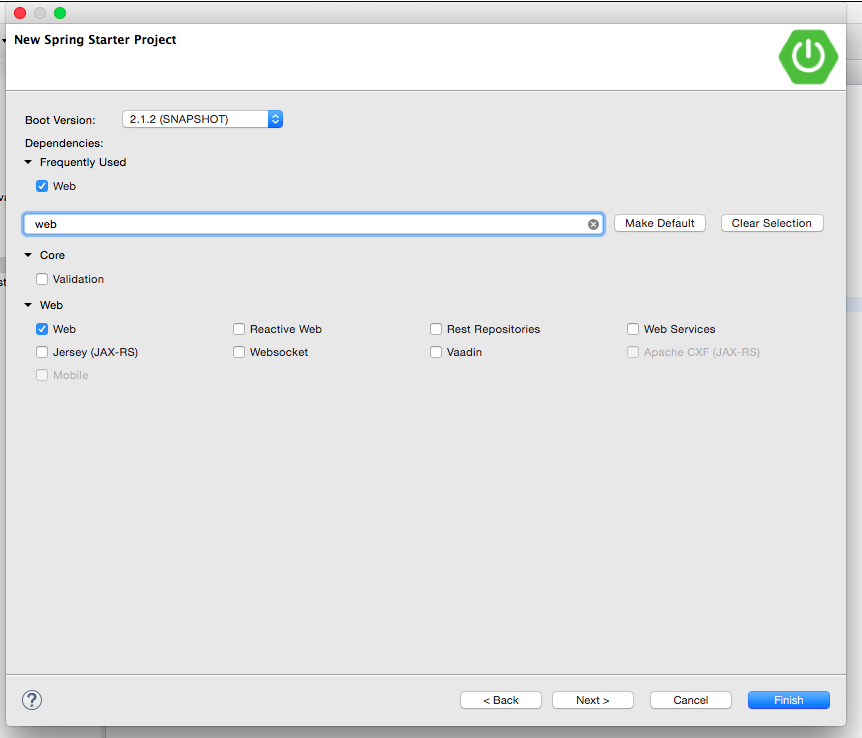 New Spring Starter Project
Boot Version: 2.1.2 (SNAPSHOT)
Dependencies:
Frequently Used
Web
web Make Default Clear Selection
Core
Validation
Web
Web Reactive Web Rest Repositories Web Services
Jersey (JAX-RS) Websocket Vaadin Apache CXF (JAX-RS)
Mobile
? < Back Next > Cancel Finish